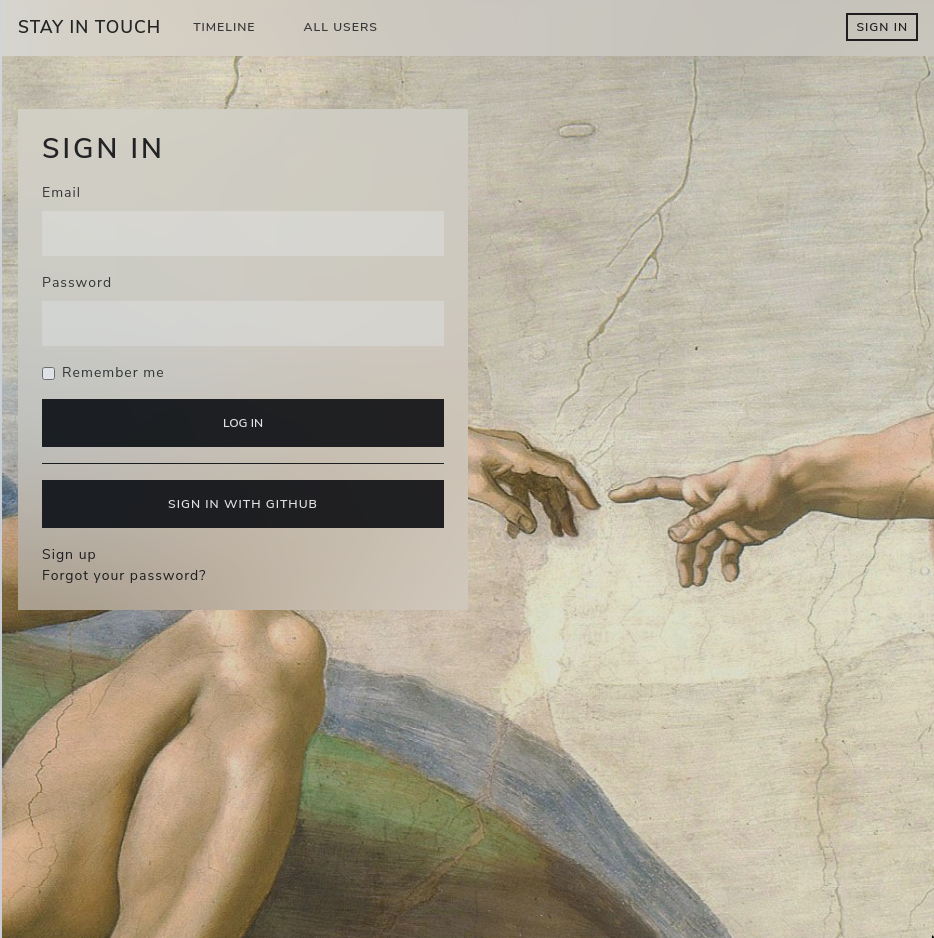 STAY IN TOUCH TIMELINE ALL USERS SIGN IN
SIGN IN
Email
Password
Remember me
LOG IN
SIGN IN WITH GITHUB
Sign up
Forgot your password?